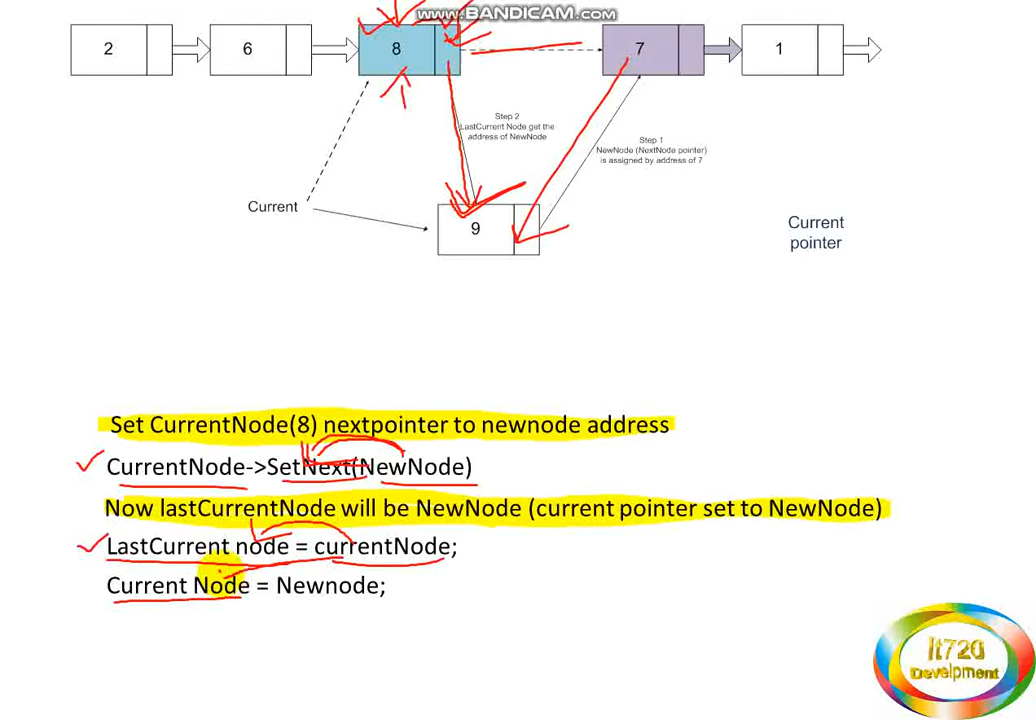 www.BANDICAM.com
2 6 8 7 1
Step 2
LastCurrent Node get the
address of NewNode
Step 1
NewNode (NextNode pointer)
is assigned by address of 7
Current
9
Current
pointer
Set CurrentNode(8) nextpointer to newnode address
CurrentNode->SetNext(NewNode)
Now lastCurrentNode will be NewNode (current pointer set to NewNode)
LastCurrent node = currentNode;
Current Node = Newnode;
It720
Develpment